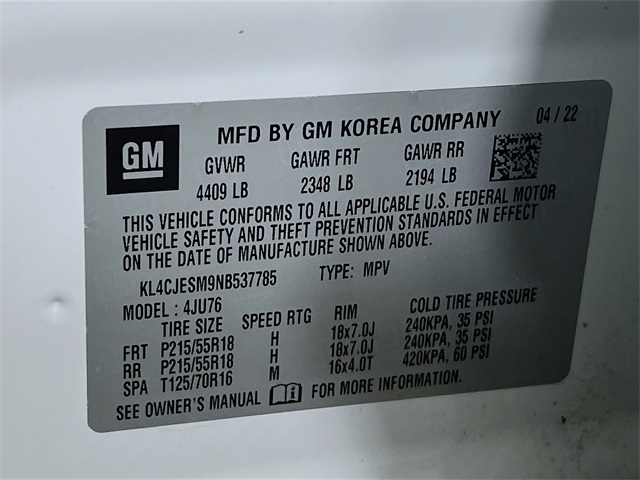 GM
MFD BY GM KOREA COMPANY 04 / 22
GVWR GAWR FRT GAWR RR
4409 LB 2348 LB 2194 LB
THIS VEHICLE CONFORMS TO ALL APPLICABLE U.S. FEDERAL MOTOR
VEHICLE SAFETY AND THEFT PREVENTION STANDARDS IN EFFECT
ON THE DATE OF MANUFACTURE SHOWN ABOVE.
KL4CJESM9NB537785 TYPE: MPV
MODEL : 4JU76
TIRE SIZE SPEED RTG RIM COLD TIRE PRESSURE
FRT P215/55R18 H 18x7.0J 240KPA, 35 PSI
RR P215/55R18 H 18x7.0J 240KPA, 35 PSI
SPA T125/70R16 M 16x4.0T 420KPA, 60 PSI
SEE OWNER'S MANUAL FOR MORE INFORMATION.